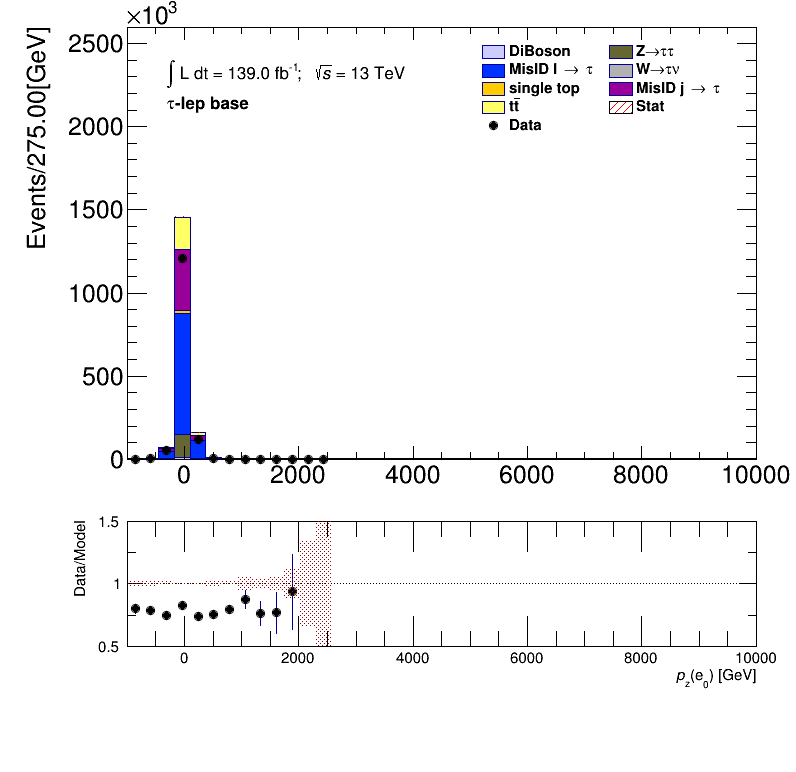 ×10³
Events/275.00[GeV]
2500
2000
1500
1000
500
0
∫ L dt = 139.0 fb⁻¹; √s = 13 TeV
τ-lep base
DiBoson
MisID l → τ
single top
tt̄
Data
Z→ττ
W→τν
MisID j → τ
Stat
0 2000 4000 6000 8000 10000
Data/Model
1.5
1
0.5
0 2000 4000 6000 8000 10000
p_z(e_0) [GeV]